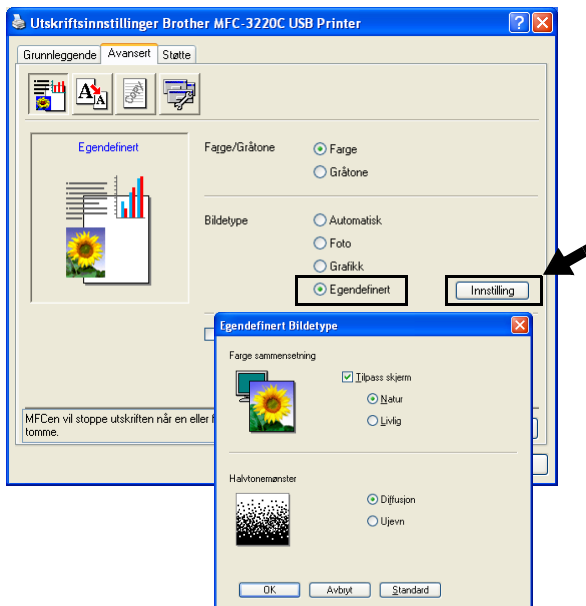 Utskriftsinnstillinger Brother MFC-3220C USB Printer
Grunnleggende Avansert Støtte
Egendefinert
Farge/Gråtone
Farge
Gråtone
Bildetype
Automatisk
Foto
Grafikk
Egendefinert
Innstilling
MFCen vil stoppe utskriften når en eller
tomme.
Egendefinert Bildetype
Farge sammensetning
Tilpass skjerm
Natur
Livlig
Halvtonemønster
Diffusjon
Ujevn
OK Avbryt Standard